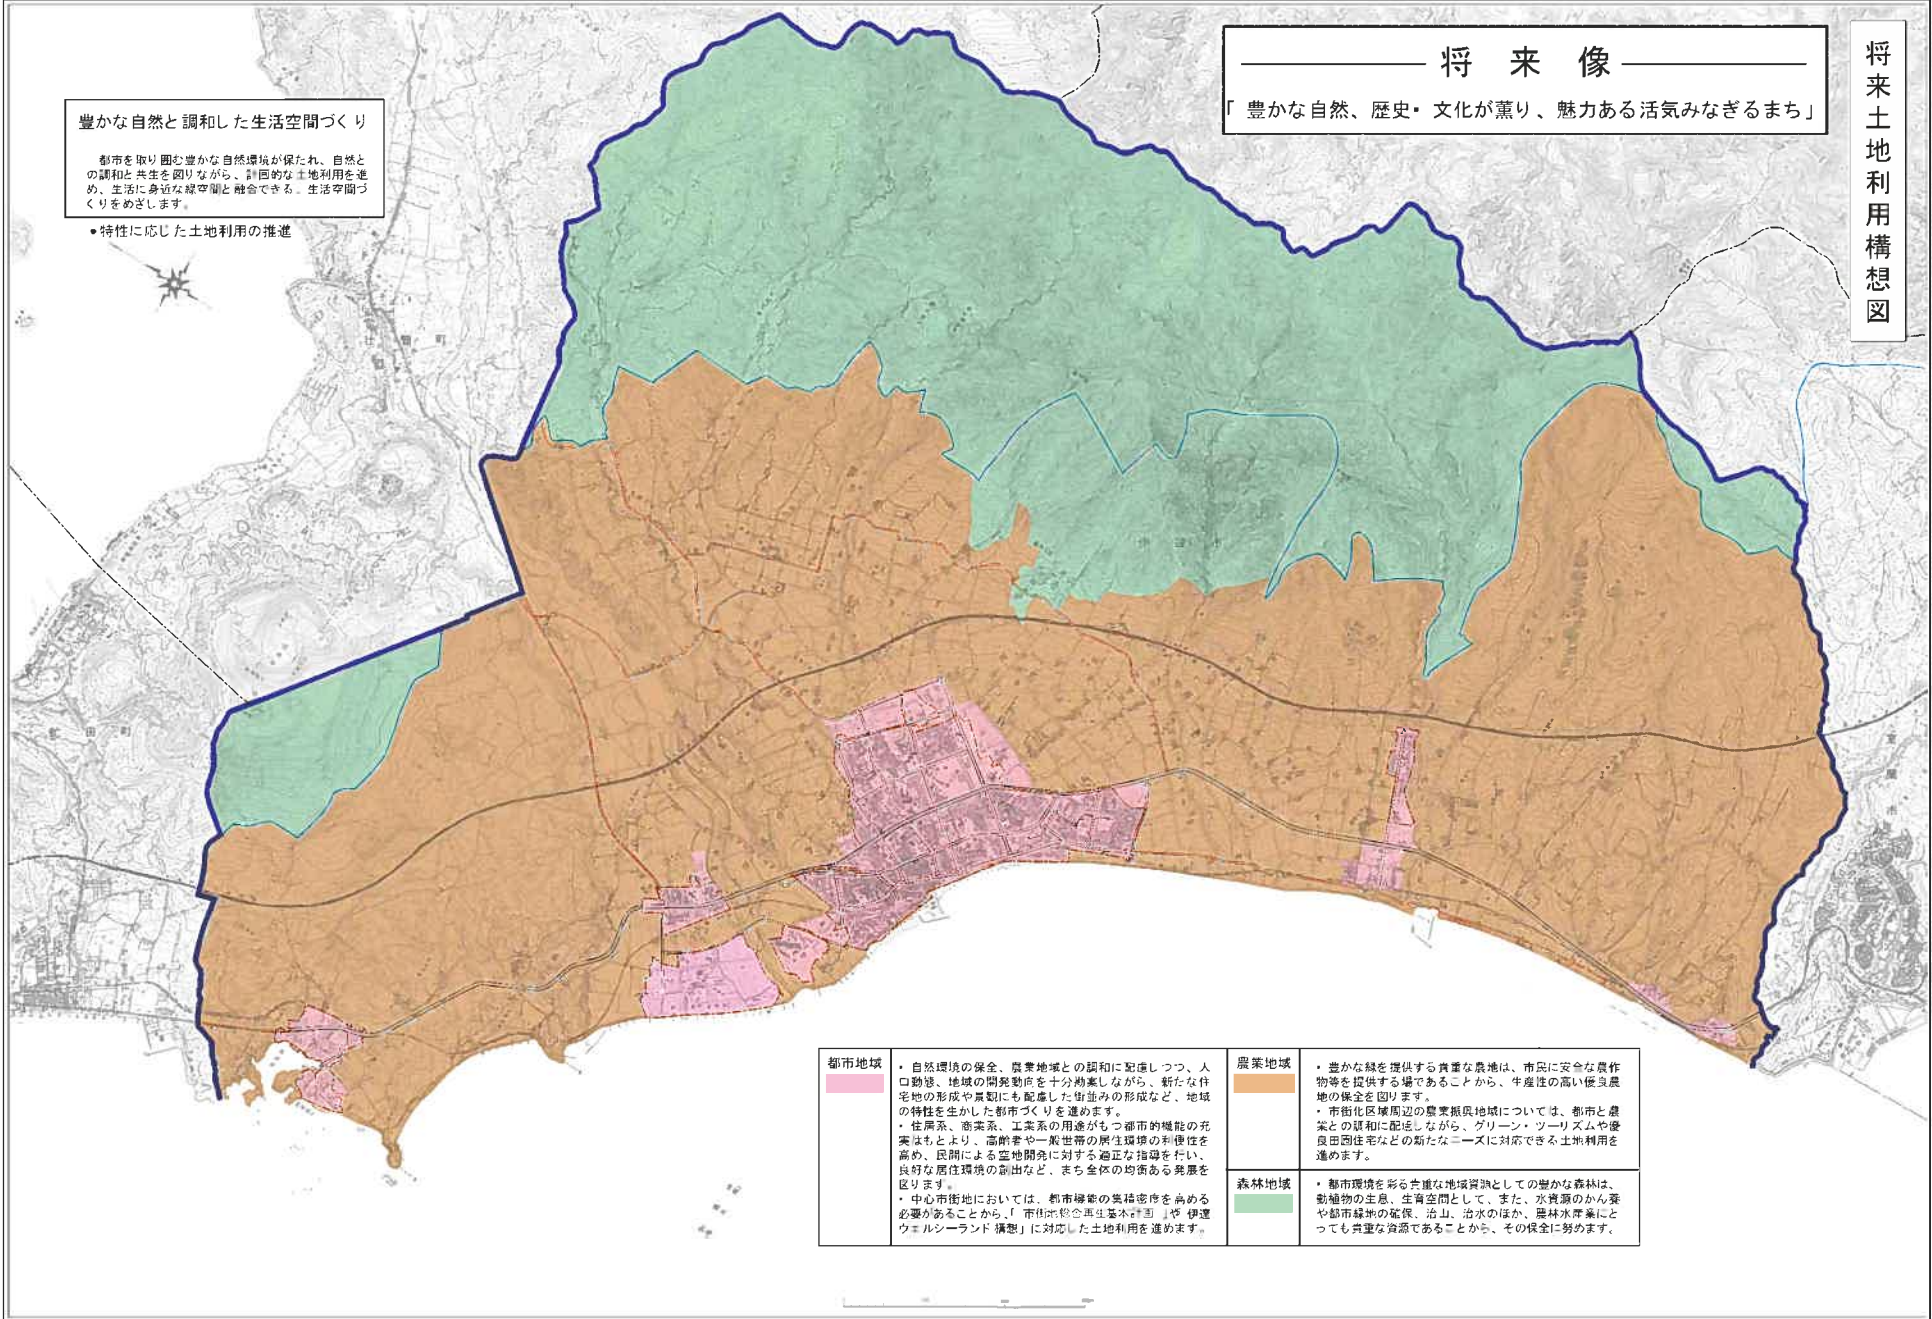 将来像
「豊かな自然、歴史・文化が薫り、魅力ある活気みなぎるまち」
将来土地利用構想図
豊かな自然と調和した生活空間づくり
都市を取り囲む豊かな自然環境が保たれ、自然と
の調和と共生を図りながら、計画的な土地利用を進
め、生活に身近な緑空間と融合できる。生活空間づ
くりをめざします。
•特性に応じた土地利用の推進
壮瞥町
伊達市
室蘭市
都市地域
・自然環境の保全、農業地域との調和に配慮しつつ、人
口動態、地域の開発動向を十分勘案しながら、新たな住
宅地の形成や景観にも配慮した街並みの形成など、地域
の特性を生かした都市づくりを進めます。
・住居系、商業系、工業系の用途がもつ都市的機能の充
実はもとより、高齢者や一般世帯の居住環境の利便性を
高め、民間による空地開発に対する適正な指導を行い、
良好な居住環境の創出など、まち全体の均衡ある発展を
図ります。
・中心市街地においては、都市機能の集積密度を高める
必要があることから、「市街地総合再生基本計画」や 伊達
ウェルシーランド構想」に対応した土地利用を進めます。
農業地域
・豊かな緑を提供する貴重な農地は、市民に安全な農作
物等を提供する場であることから、生産性の高い優良農
地の保全を図ります。
・市街化区域周辺の農業振興地域については、都市と農
業との調和に配慮しながら、グリーン・ツーリズムや優
良田園住宅などの新たなニーズに対応できる土地利用を
進めます。
森林地域
・都市環境を彩る貴重な地域資源としての豊かな森林は、
動植物の生息、生育空間として、また、水資源のかん養
や都市緑地の確保、治山、治水のほか、農林水産業にと
っても貴重な資源であることから、その保全に努めます。